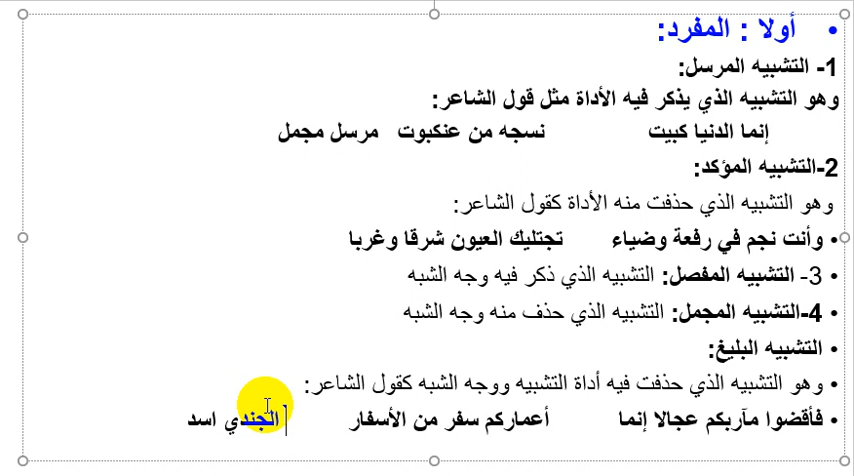 • أولا : المفرد:
1- التشبيه المرسل:
وهو التشبيه الذي يذكر فيه الأداة مثل قول الشاعر:
إنما الدنيا كبيت نسجه من عنكبوت مرسل مجمل
2-التشبيه المؤكد:
وهو التشبيه الذي حذفت منه الأداة كقول الشاعر:
• وأنت نجم في رفعة وضياء تجتليك العيون شرقا وغربا
• 3- التشبيه المفصل: التشبيه الذي ذكر فيه وجه الشبه
• 4-التشبيه المجمل: التشبيه الذي حذف منه وجه الشبه
• التشبيه البليغ:
• وهو التشبيه الذي حذفت فيه أداة التشبيه ووجه الشبه كقول الشاعر:
• فأقضوا مآربكم عجالا إنما أعماركم سفر من الأسفار الجندي اسد